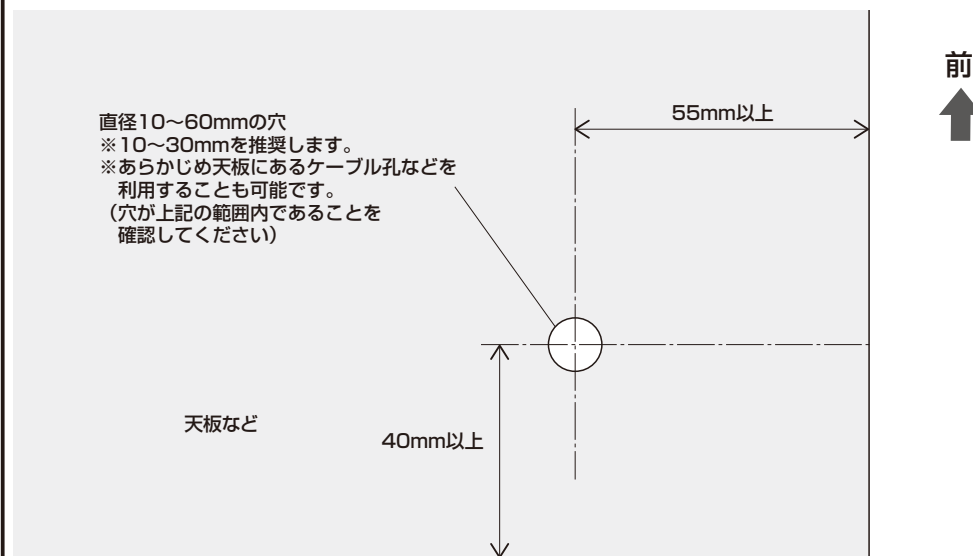 前
55mm以上
直径10～60mmの穴
※10～30mmを推奨します。
※あらかじめ天板にあるケーブル孔などを
利用することも可能です。
（穴が上記の範囲内であることを
確認してください）
天板など
40mm以上